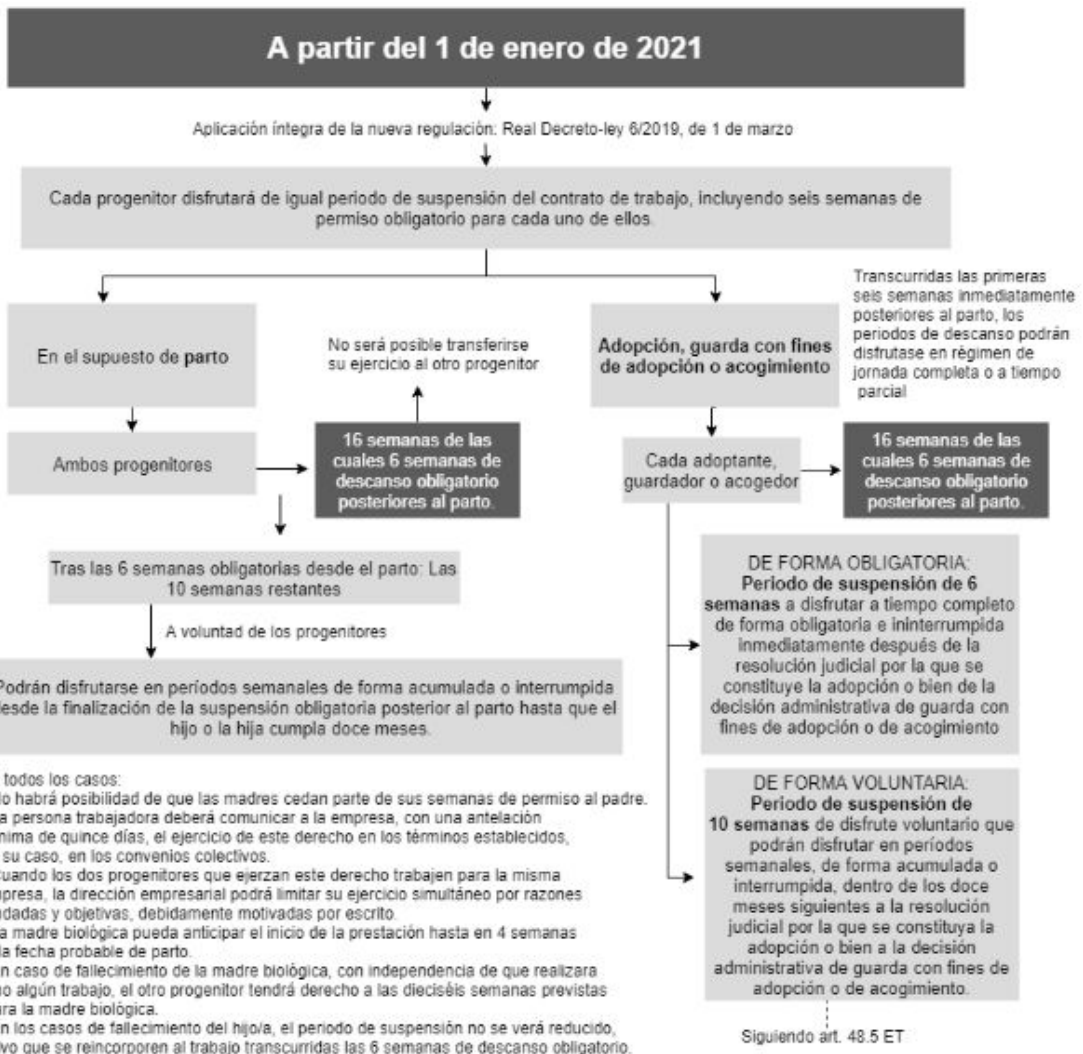 A partir del 1 de enero de 2021
Aplicación íntegra de la nueva regulación: Real Decreto-ley 6/2019, de 1 de marzo
Cada progenitor disfrutará de igual periodo de suspensión del contrato de trabajo, incluyendo seis semanas de
permiso obligatorio para cada uno de ellos.
En el supuesto de parto
Ambos progenitores
No será posible transferirse
su ejercicio al otro progenitor
16 semanas de las
cuales 6 semanas de
descanso obligatorio
posteriores al parto.
Tras las 6 semanas obligatorias desde el parto: Las
10 semanas restantes
A voluntad de los progenitores
Podrán disfrutarse en períodos semanales de forma acumulada o interrumpida
desde la finalización de la suspensión obligatoria posterior al parto hasta que el
hijo o la hija cumpla doce meses.
Adopción, guarda con fines
de adopción o acogimiento
Transcurridas las primeras
seis semanas inmediatamente
posteriores al parto, los
periodos de descanso podrán
disfrutase en régimen de
jornada completa o a tiempo
parcial
Cada adoptante,
guardador o acogedor
16 semanas de las
cuales 6 semanas de
descanso obligatorio
posteriores al parto.
DE FORMA OBLIGATORIA:
Periodo de suspensión de 6
semanas a disfrutar a tiempo completo
de forma obligatoria e ininterrumpida
inmediatamente después de la
resolución judicial por la que se
constituye la adopción o bien de la
decisión administrativa de guarda con
fines de adopción o de acogimiento
DE FORMA VOLUNTARIA:
Periodo de suspensión de
10 semanas de disfrute voluntario que
podrán disfrutar en períodos
semanales, de forma acumulada o
interrumpida, dentro de los doce
meses siguientes a la resolución
judicial por la que se constituya la
adopción o bien a la decisión
administrativa de guarda con fines de
adopción o de acogimiento.
Siguiendo art. 48.5 ET
todos los casos:
o habrá posibilidad de que las madres cedan parte de sus semanas de permiso al padre.
a persona trabajadora deberá comunicar a la empresa, con una antelación
nima de quince días, el ejercicio de este derecho en los términos establecidos,
su caso, en los convenios colectivos.
uando los dos progenitores que ejerzan este derecho trabajen para la misma
presa, la dirección empresarial podrá limitar su ejercicio simultáneo por razones
dadas y objetivas, debidamente motivadas por escrito.
a madre biológica pueda anticipar el inicio de la prestación hasta en 4 semanas
la fecha probable de parto.
n caso de fallecimiento de la madre biológica, con independencia de que realizara
o algún trabajo, el otro progenitor tendrá derecho a las dieciséis semanas previstas
ra la madre biológica.
n los casos de fallecimiento del hijo/a, el periodo de suspensión no se verá reducido,
vo que se reincorporen al trabajo transcurridas las 6 semanas de descanso obligatorio.